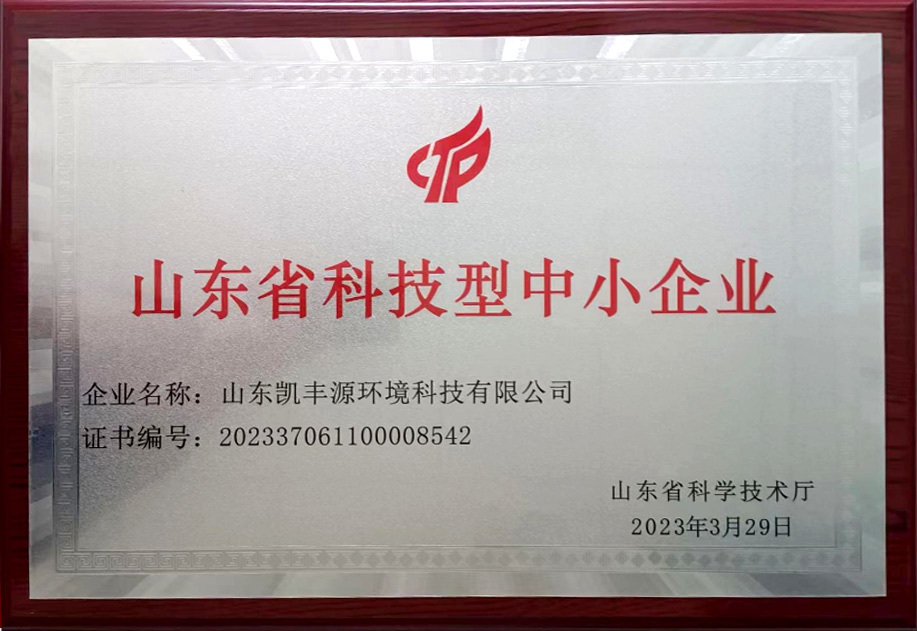 CTP
山东省科技型中小企业
企业名称：山东凯丰源环境科技有限公司
证书编号：202337061100008542
山东省科学技术厅
2023年3月29日